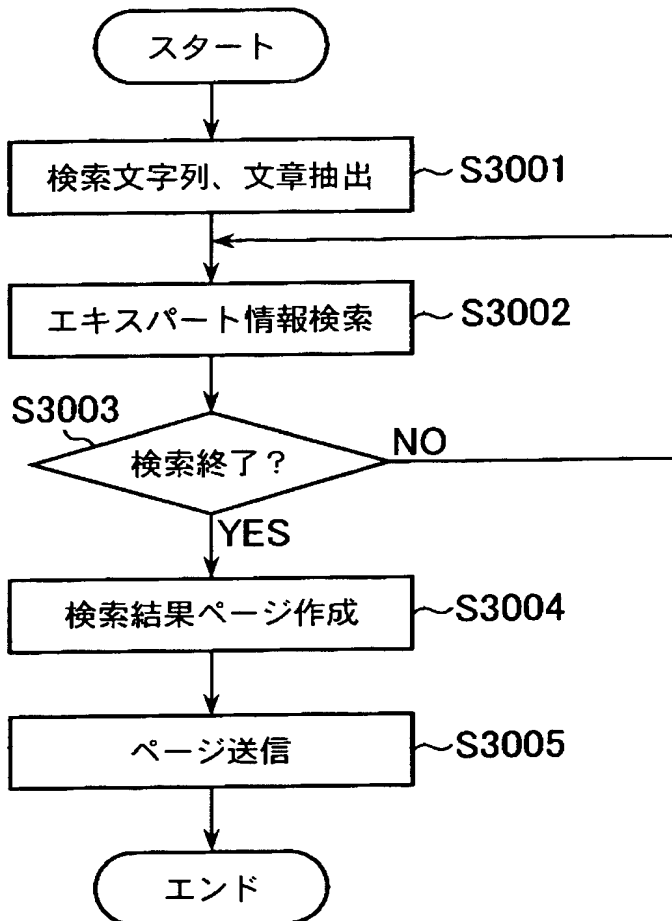 スタート
検索文字列、文章抽出
S3001
エキスパート情報検索
S3002
S3003
検索終了?
NO
YES
検索結果ページ作成
S3004
ページ送信
S3005
エンド